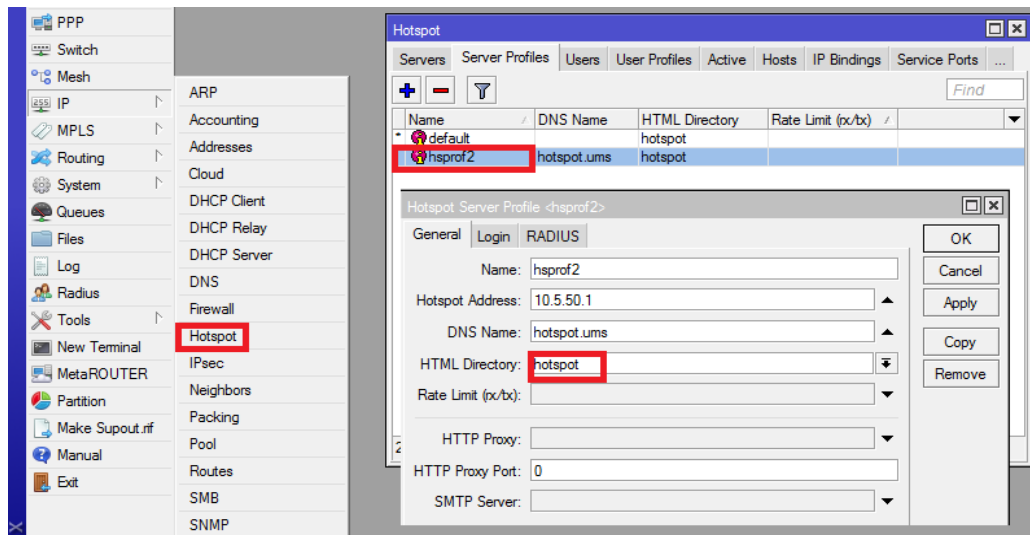 PPP
Switch
Mesh
IP
MPLS
Routing
System
Queues
Files
Log
Radius
Tools
New Terminal
MetaROUTER
Partition
Make Supout.rif
Manual
Exit
ARP
Accounting
Addresses
Cloud
DHCP Client
DHCP Relay
DHCP Server
DNS
Firewall
Hotspot
IPsec
Neighbors
Packing
Pool
Routes
SMB
SNMP
Hotspot
Servers Server Profiles Users User Profiles Active Hosts IP Bindings Service Ports ...
Find
Name DNS Name HTML Directory Rate Limit (rx/tx)
* default hotspot
hsprof2 hotspot.ums hotspot
Hotspot Server Profile <hsprof2>
General Login RADIUS
Name: hsprof2
Hotspot Address: 10.5.50.1
DNS Name: hotspot.ums
HTML Directory: hotspot
Rate Limit (rx/tx):
HTTP Proxy:
HTTP Proxy Port: 0
SMTP Server:
OK
Cancel
Apply
Copy
Remove